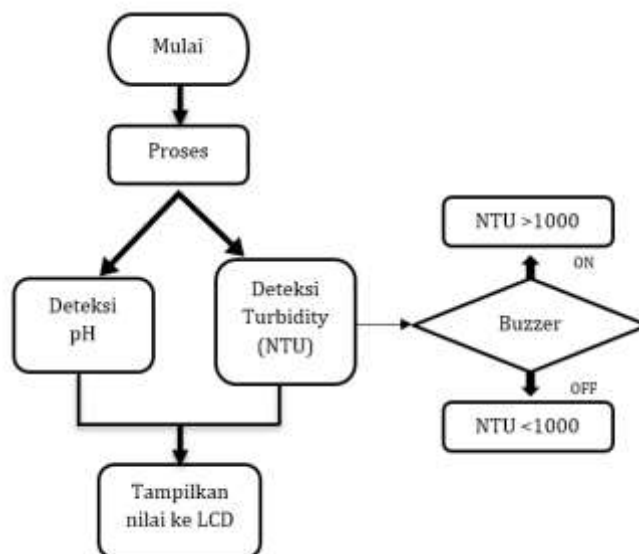 Mulai
Proses
Deteksi
pH
Deteksi
Turbidity
(NTU)
NTU >1000
ON
Buzzer
OFF
NTU <1000
Tampilkan
nilai ke LCD